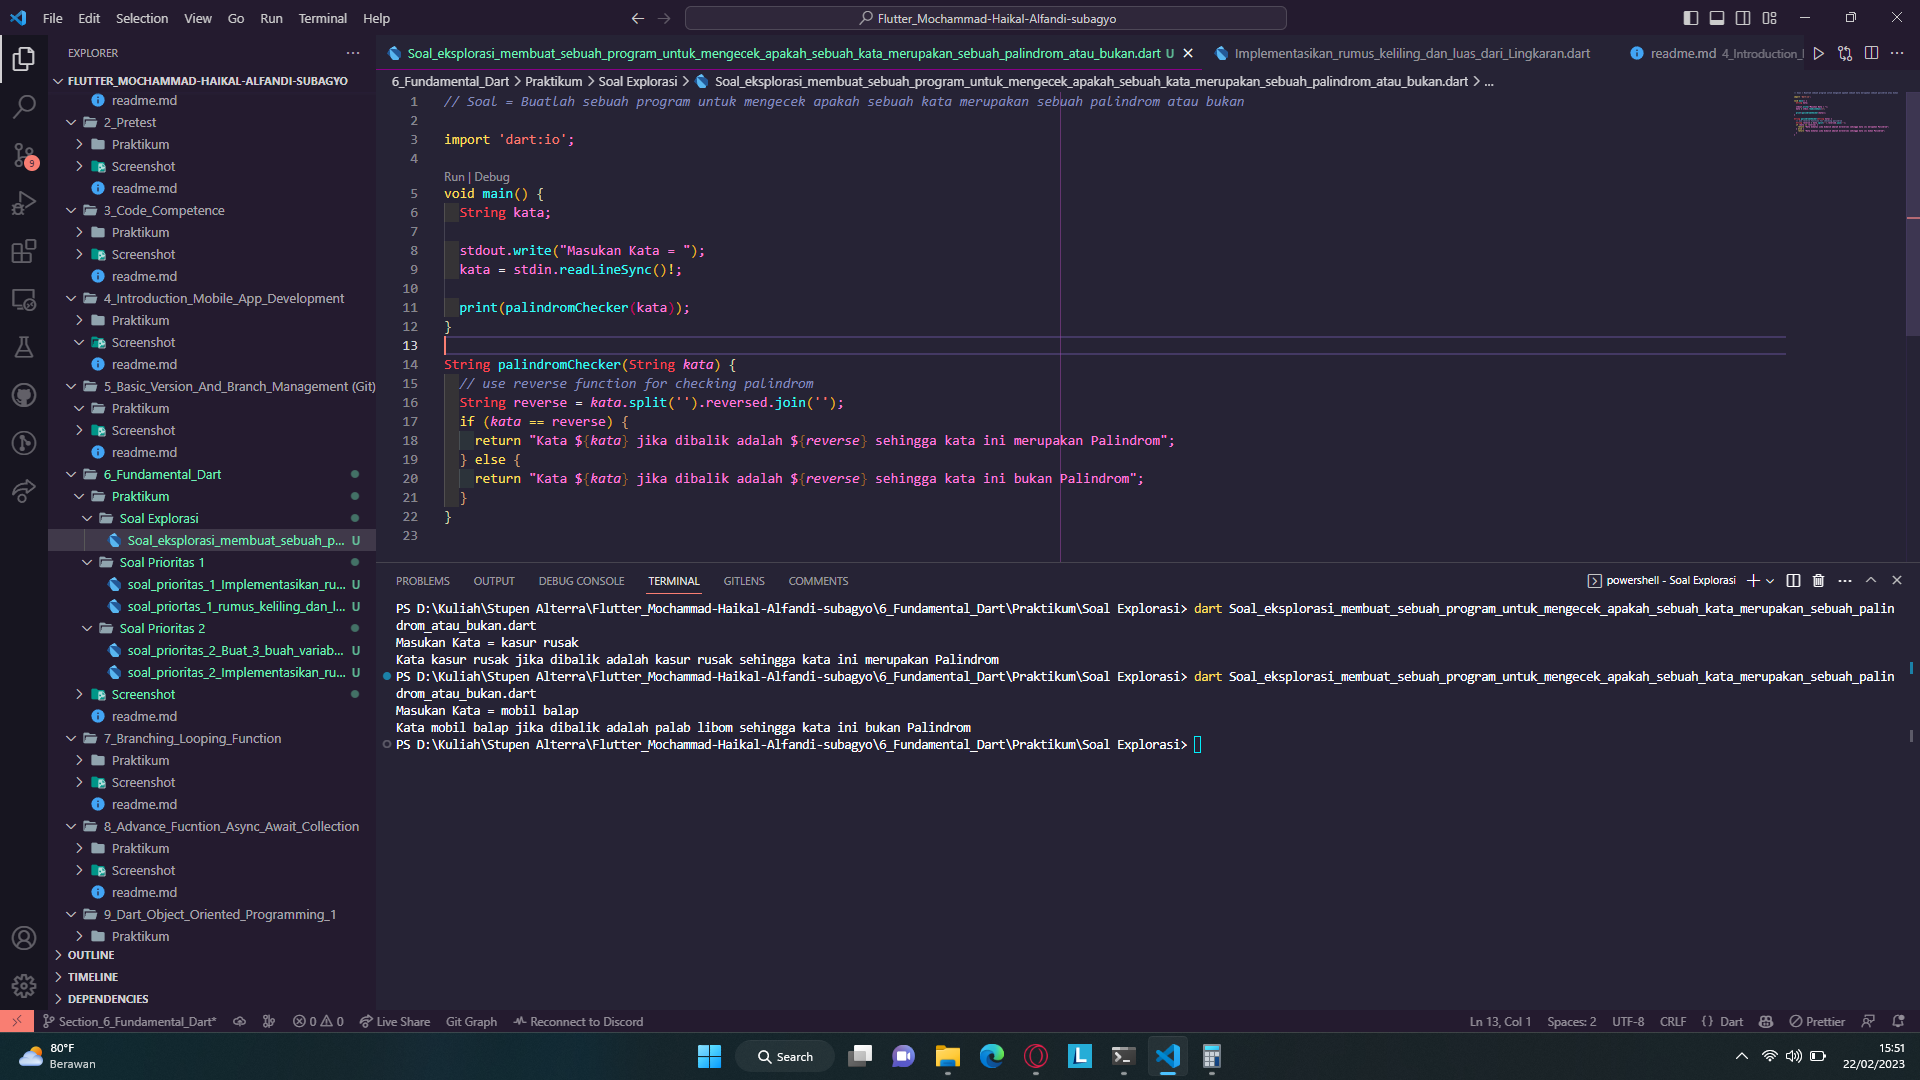 File Edit Selection View Go Run Terminal Help
Flutter_Mochammad-Haikal-Alfandi-subagyo
EXPLORER
FLUTTER_MOCHAMMAD-HAIKAL-ALFANDI-SUBAGYO
readme.md
2_Pretest
Praktikum
Screenshot
readme.md
3_Code_Competence
Praktikum
Screenshot
readme.md
4_Introduction_Mobile_App_Development
Praktikum
Screenshot
readme.md
5_Basic_Version_And_Branch_Management (Git)
Praktikum
Screenshot
readme.md
6_Fundamental_Dart
Praktikum
Soal Explorasi
Soal_eksplorasi_membuat_sebuah_p... U
Soal Prioritas 1
soal_prioritas_1_Implementasikan_ru... U
soal_priortas_1_rumus_keliling_dan_l... U
Soal Prioritas 2
soal_prioritas_2_Buat_3_buah_variab... U
soal_prioritas_2_Implementasikan_ru... U
Screenshot
readme.md
7_Branching_Looping_Function
Praktikum
Screenshot
readme.md
8_Advance_Fucntion_Async_Await_Collection
Praktikum
Screenshot
readme.md
9_Dart_Object_Oriented_Programming_1
Praktikum
OUTLINE
TIMELINE
DEPENDENCIES
9
Soal_eksplorasi_membuat_sebuah_program_untuk_mengecek_apakah_sebuah_kata_merupakan_sebuah_palindrom_atau_bukan.dart U
Implementasikan_rumus_keliling_dan_luas_dari_Lingkaran.dart
readme.md 4_Introduction_
6_Fundamental_Dart > Praktikum > Soal Explorasi > Soal_eksplorasi_membuat_sebuah_program_untuk_mengecek_apakah_sebuah_kata_merupakan_sebuah_palindrom_atau_bukan.dart > ...
1 // Soal = Buatlah sebuah program untuk mengecek apakah sebuah kata merupakan sebuah palindrom atau bukan
2
3 import 'dart:io';
4
Run | Debug
5 void main() {
6 String kata;
7
8 stdout.write("Masukan Kata = ");
9 kata = stdin.readLineSync()!;
10
11 print(palindromChecker(kata));
12 }
13
14 String palindromChecker(String kata) {
15 // use reverse function for checking palindrom
16 String reverse = kata.split('').reversed.join('');
17 if (kata == reverse) {
18 return "Kata ${kata} jika dibalik adalah ${reverse} sehingga kata ini merupakan Palindrom";
19 } else {
20 return "Kata ${kata} jika dibalik adalah ${reverse} sehingga kata ini bukan Palindrom";
21 }
22 }
23
PROBLEMS OUTPUT DEBUG CONSOLE TERMINAL GITLENS COMMENTS
powershell - Soal Explorasi
PS D:\Kuliah\Stupen Alterra\Flutter_Mochammad-Haikal-Alfandi-subagyo\6_Fundamental_Dart\Praktikum\Soal Explorasi> dart Soal_eksplorasi_membuat_sebuah_program_untuk_mengecek_apakah_sebuah_kata_merupakan_sebuah_palin
drom_atau_bukan.dart
Masukan Kata = kasur rusak
Kata kasur rusak jika dibalik adalah kasur rusak sehingga kata ini merupakan Palindrom
PS D:\Kuliah\Stupen Alterra\Flutter_Mochammad-Haikal-Alfandi-subagyo\6_Fundamental_Dart\Praktikum\Soal Explorasi> dart Soal_eksplorasi_membuat_sebuah_program_untuk_mengecek_apakah_sebuah_kata_merupakan_sebuah_palin
drom_atau_bukan.dart
Masukan Kata = mobil balap
Kata mobil balap jika dibalik adalah palab libom sehingga kata ini bukan Palindrom
PS D:\Kuliah\Stupen Alterra\Flutter_Mochammad-Haikal-Alfandi-subagyo\6_Fundamental_Dart\Praktikum\Soal Explorasi>
Section_6_Fundamental_Dart* 0 0 Live Share Git Graph Reconnect to Discord
Ln 13, Col 1 Spaces: 2 UTF-8 CRLF {} Dart Prettier
80°F
Berawan
Search
L
15:51
22/02/2023